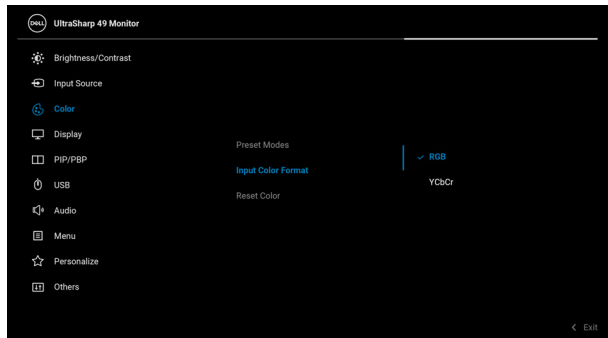 DELL
UltraSharp 49 Monitor
Brightness/Contrast
Input Source
Color
Display
PIP/PBP
USB
Audio
Menu
Personalize
Others
Preset Modes
Input Color Format
Reset Color
RGB
YCbCr
Exit